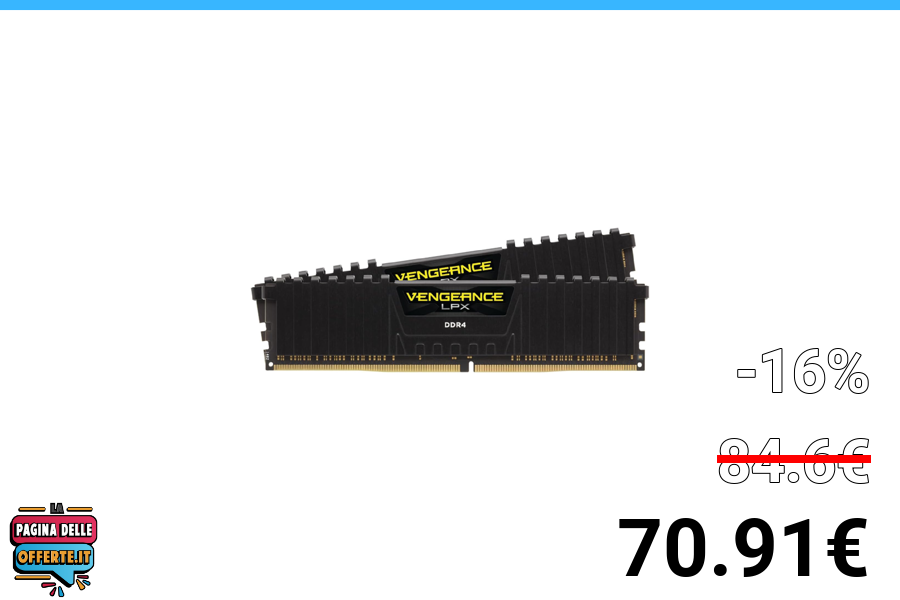 VENGEANCE
VENGEANCE
LPX
DDR4
-16%
84.6€
70.91€
LA
PAGINA DELLE
OFFERTE.IT